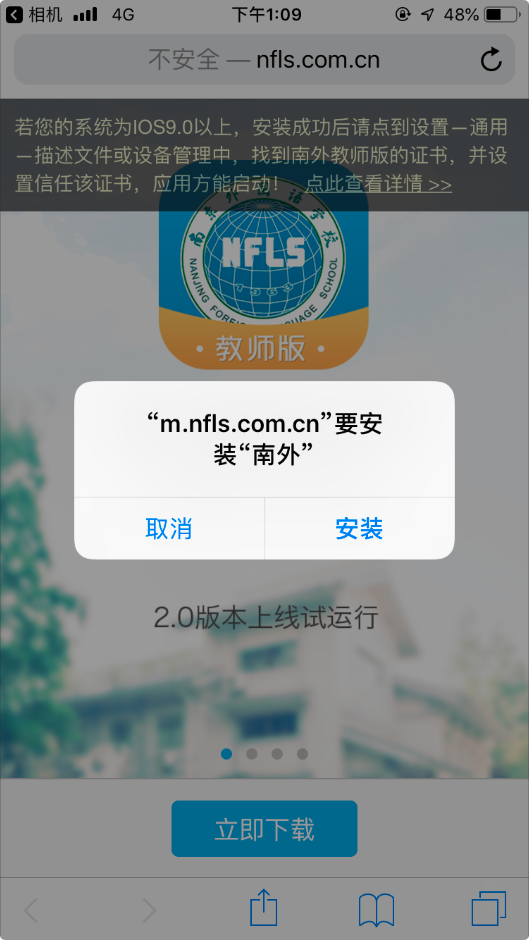 相机 4G 下午1:09 48%
不安全 — nfls.com.cn
若您的系统为IOS9.0以上，安装成功后请点到设置－通用
－描述文件或设备管理中，找到南外教师版的证书，并设
置信任该证书，应用方能启动！ 点此查看详情 >>
NFLS
1963
教师版
“m.nfls.com.cn”要安
装“南外”
取消 安装
2.0版本上线试运行
立即下载